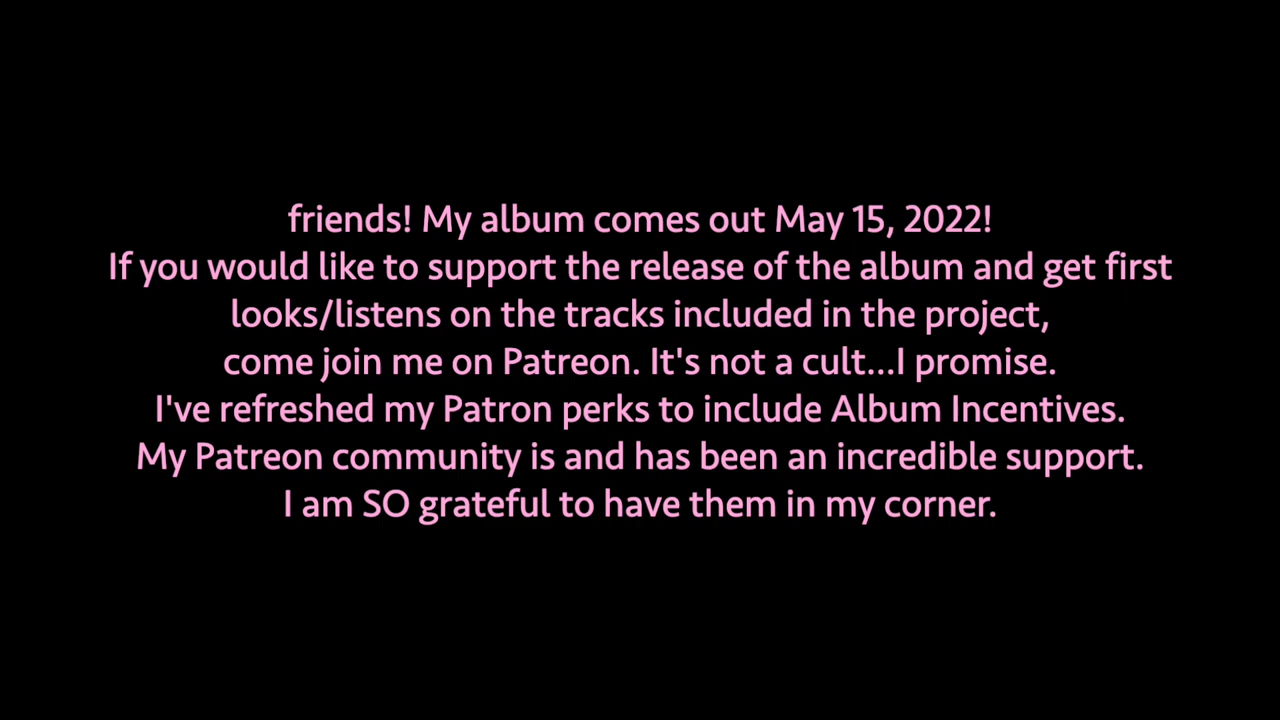 friends! My album comes out May 15, 2022!
If you would like to support the release of the album and get first
looks/listens on the tracks included in the project,
come join me on Patreon. It's not a cult...I promise.
I've refreshed my Patron perks to include Album Incentives.
My Patreon community is and has been an incredible support.
I am SO grateful to have them in my corner.